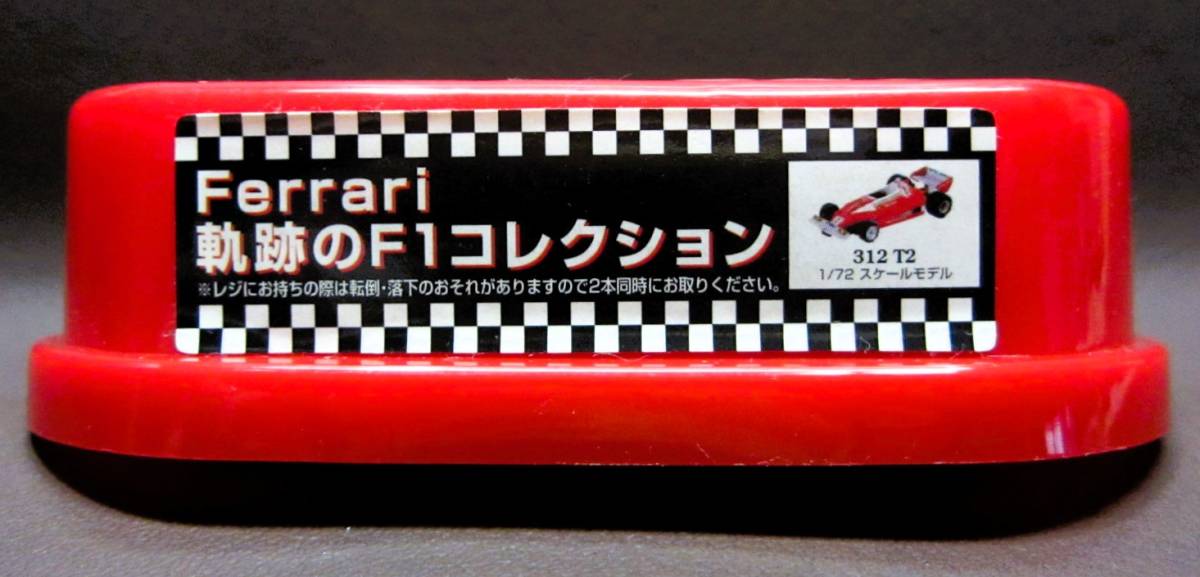 Ferrari
軌跡のF1コレクション
※レジにお持ちの際は転倒・落下のおそれがありますので2本同時にお取りください。
312 T2
1/72 スケールモデル